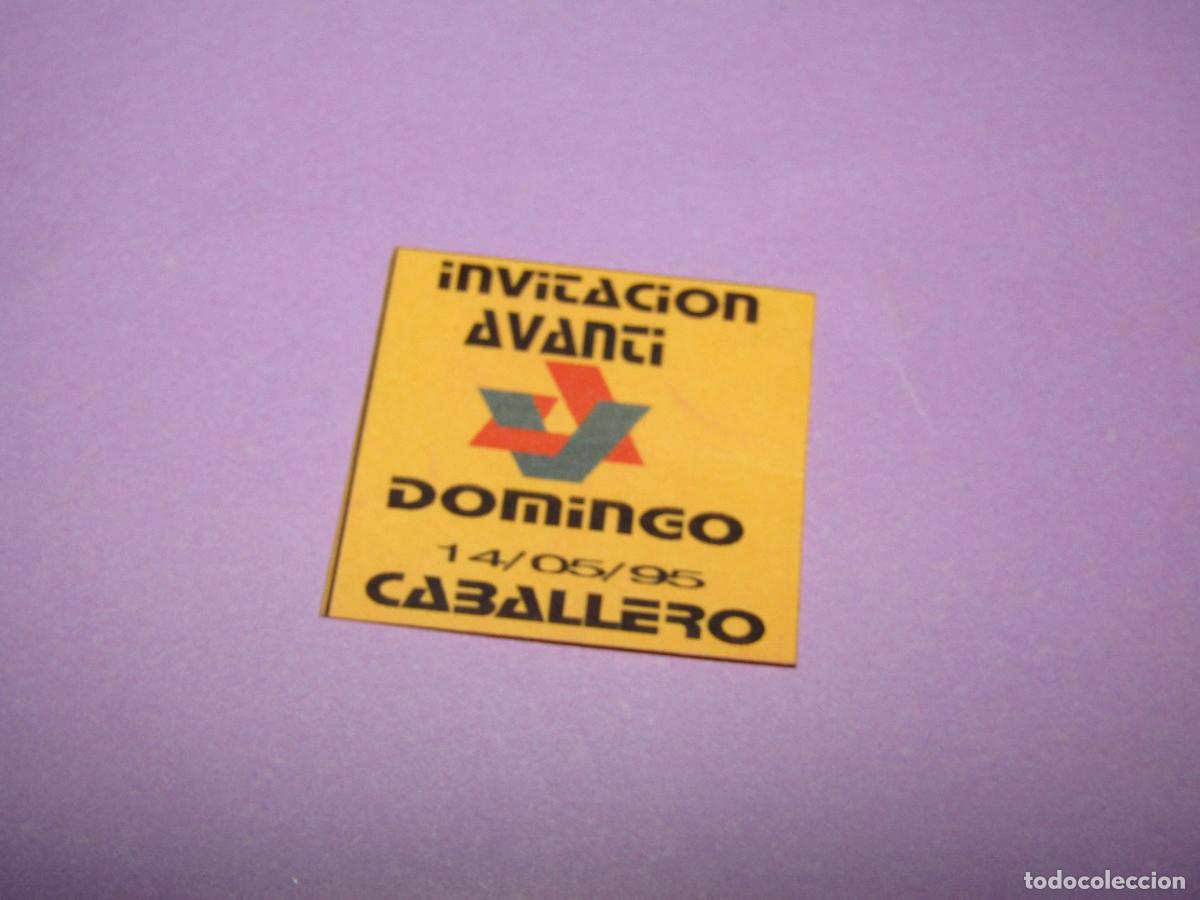 iNViTACiON
AVANTi
DOMiNGO
14/05/95
CABALLERO
todocoleccion